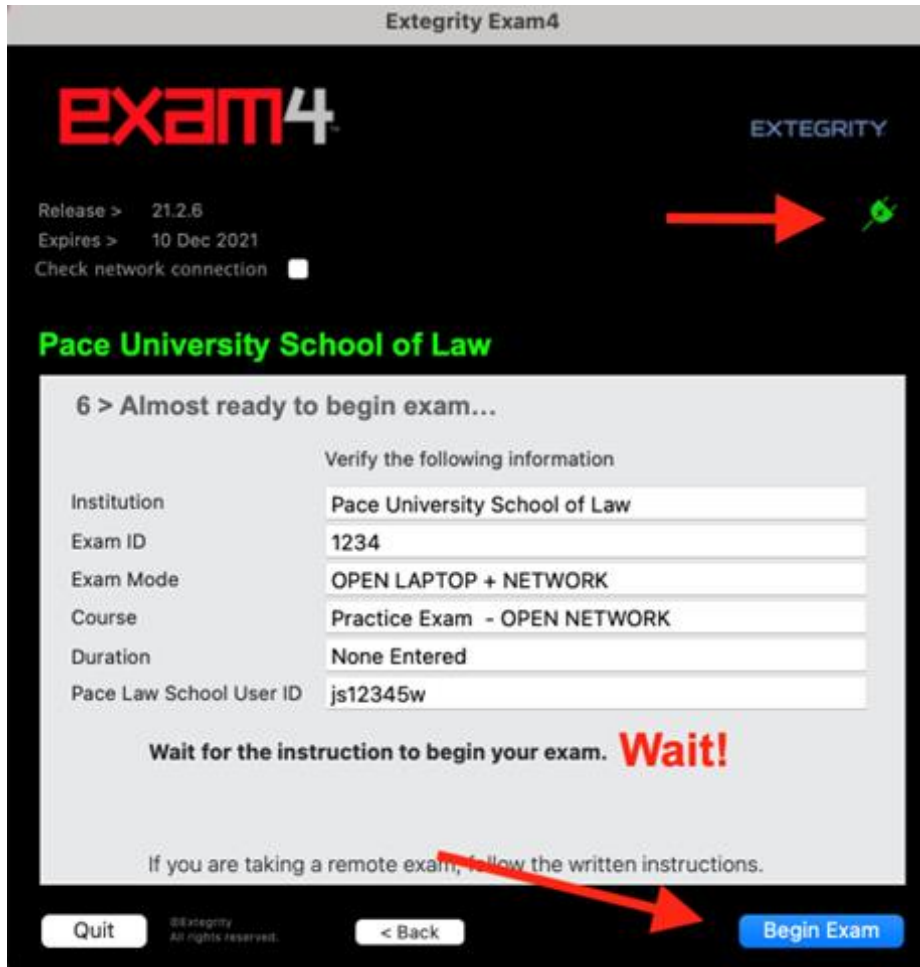 Extegrity Exam4
exam4
EXTEGRITY
Release > 21.2.6
Expires > 10 Dec 2021
Check network connection
Pace University School of Law
6 > Almost ready to begin exam...
Verify the following information
Institution Pace University School of Law
Exam ID 1234
Exam Mode OPEN LAPTOP + NETWORK
Course Practice Exam - OPEN NETWORK
Duration None Entered
Pace Law School User ID js12345w
Wait for the instruction to begin your exam. Wait!
If you are taking a remote exam, follow the written instructions.
Quit
©Extegrity
All rights reserved.
< Back
Begin Exam